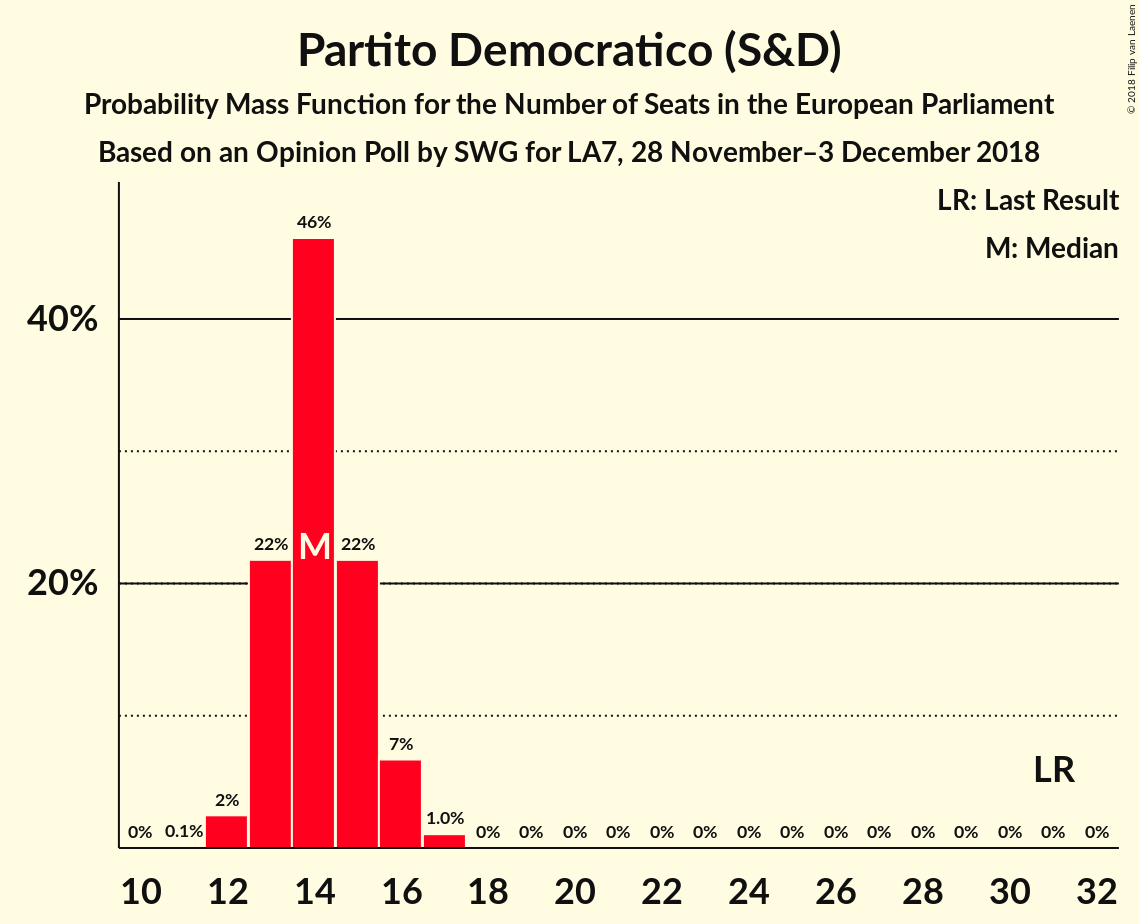 Partito Democratico (S&D)
Probability Mass Function for the Number of Seats in the European Parliament
Based on an Opinion Poll by SWG for LA7, 28 November–3 December 2018
© 2018 Filip van Laenen
LR: Last Result
M: Median
46%
40%
22% M 22%
20%
7%
LR
2%
1.0%
0% 0.1% 0% 0% 0% 0% 0% 0% 0% 0% 0% 0% 0% 0% 0% 0% 0%
10 12 14 16 18 20 22 24 26 28 30 32